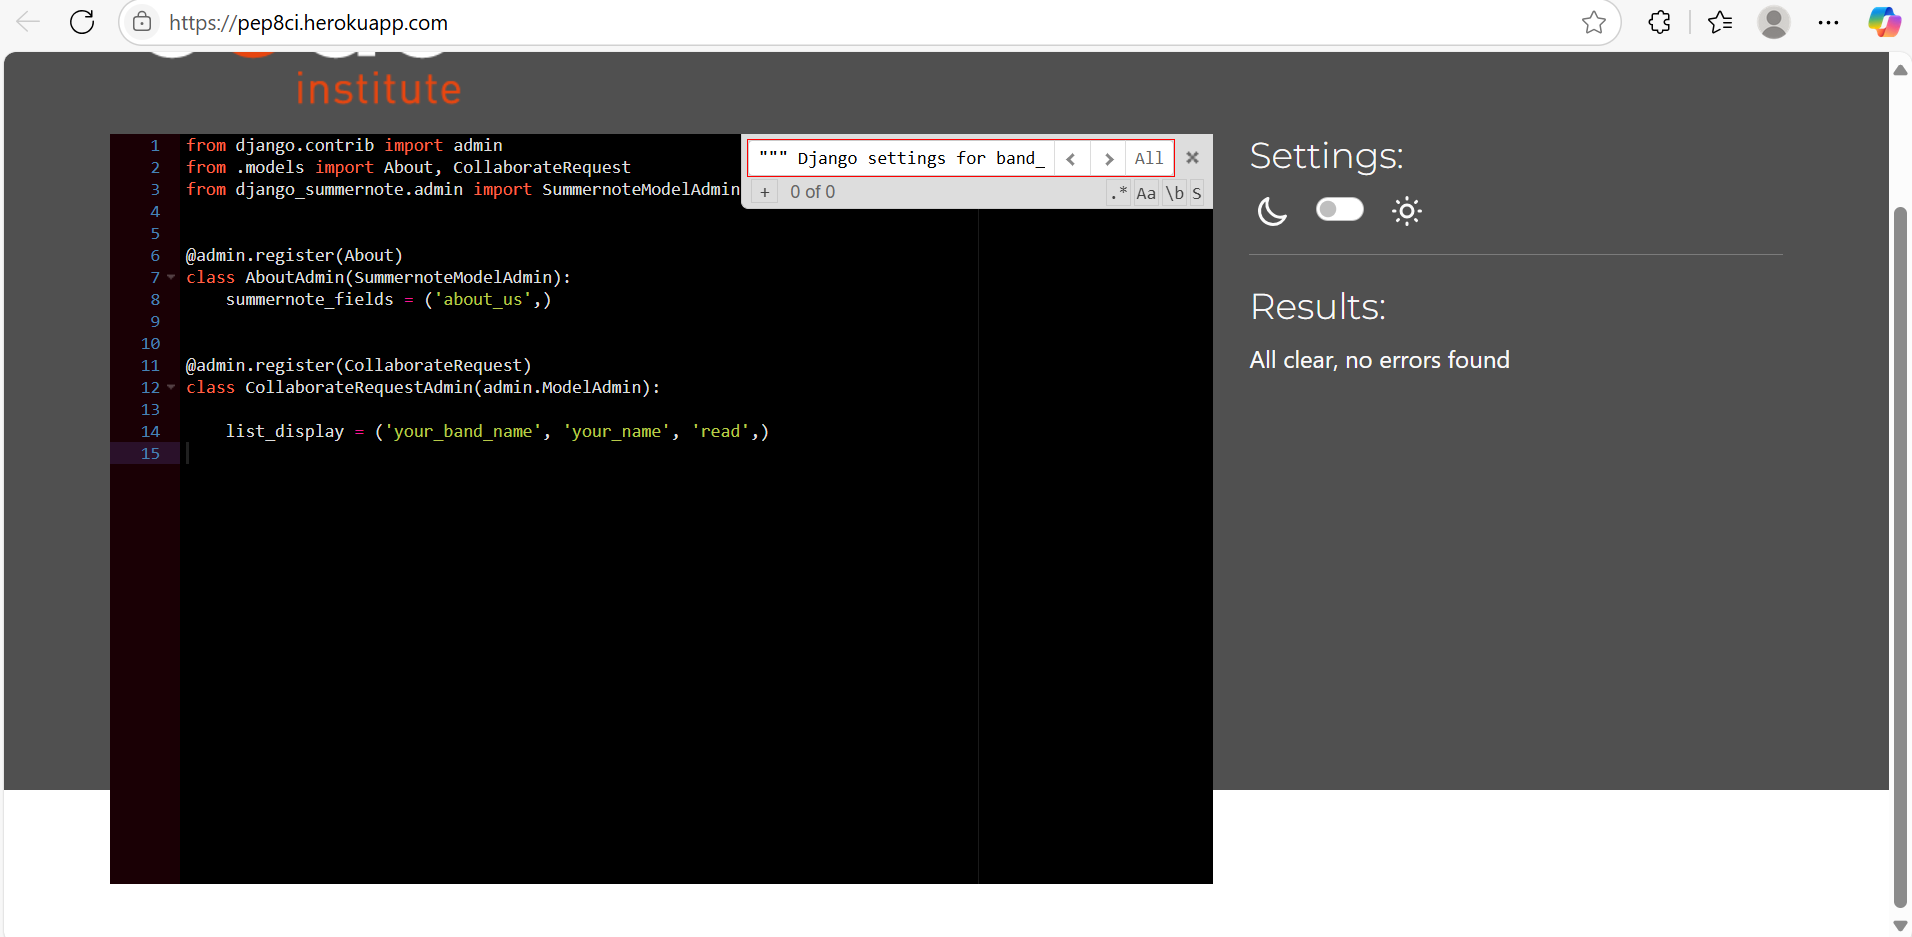 https://pep8ci.herokuapp.com
institute
1 from django.contrib import admin
2 from .models import About, CollaborateRequest
3 from django_summernote.admin import SummernoteModelAdmin
4
5
6 @admin.register(About)
7 class AboutAdmin(SummernoteModelAdmin):
8     summernote_fields = ('about_us',)
9
10
11 @admin.register(CollaborateRequest)
12 class CollaborateRequestAdmin(admin.ModelAdmin):
13
14     list_display = ('your_band_name', 'your_name', 'read',)
15
""" Django settings for band_
All
+ 0 of 0
.* Aa \b S
Settings:
Results:
All clear, no errors found